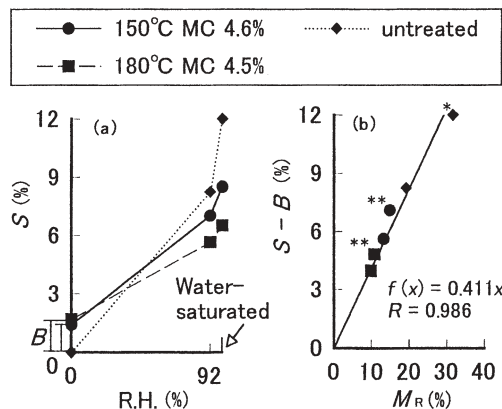 150°C MC 4.6%
untreated
180°C MC 4.5%
(a)
S (%)
12
9
6
3
0
B
Water-
saturated
0
92
R.H. (%)
(b)
S – B (%)
12
9
6
3
0
*
**
**
f (x) = 0.411x
R = 0.986
0 10 20 30 40
MR (%)